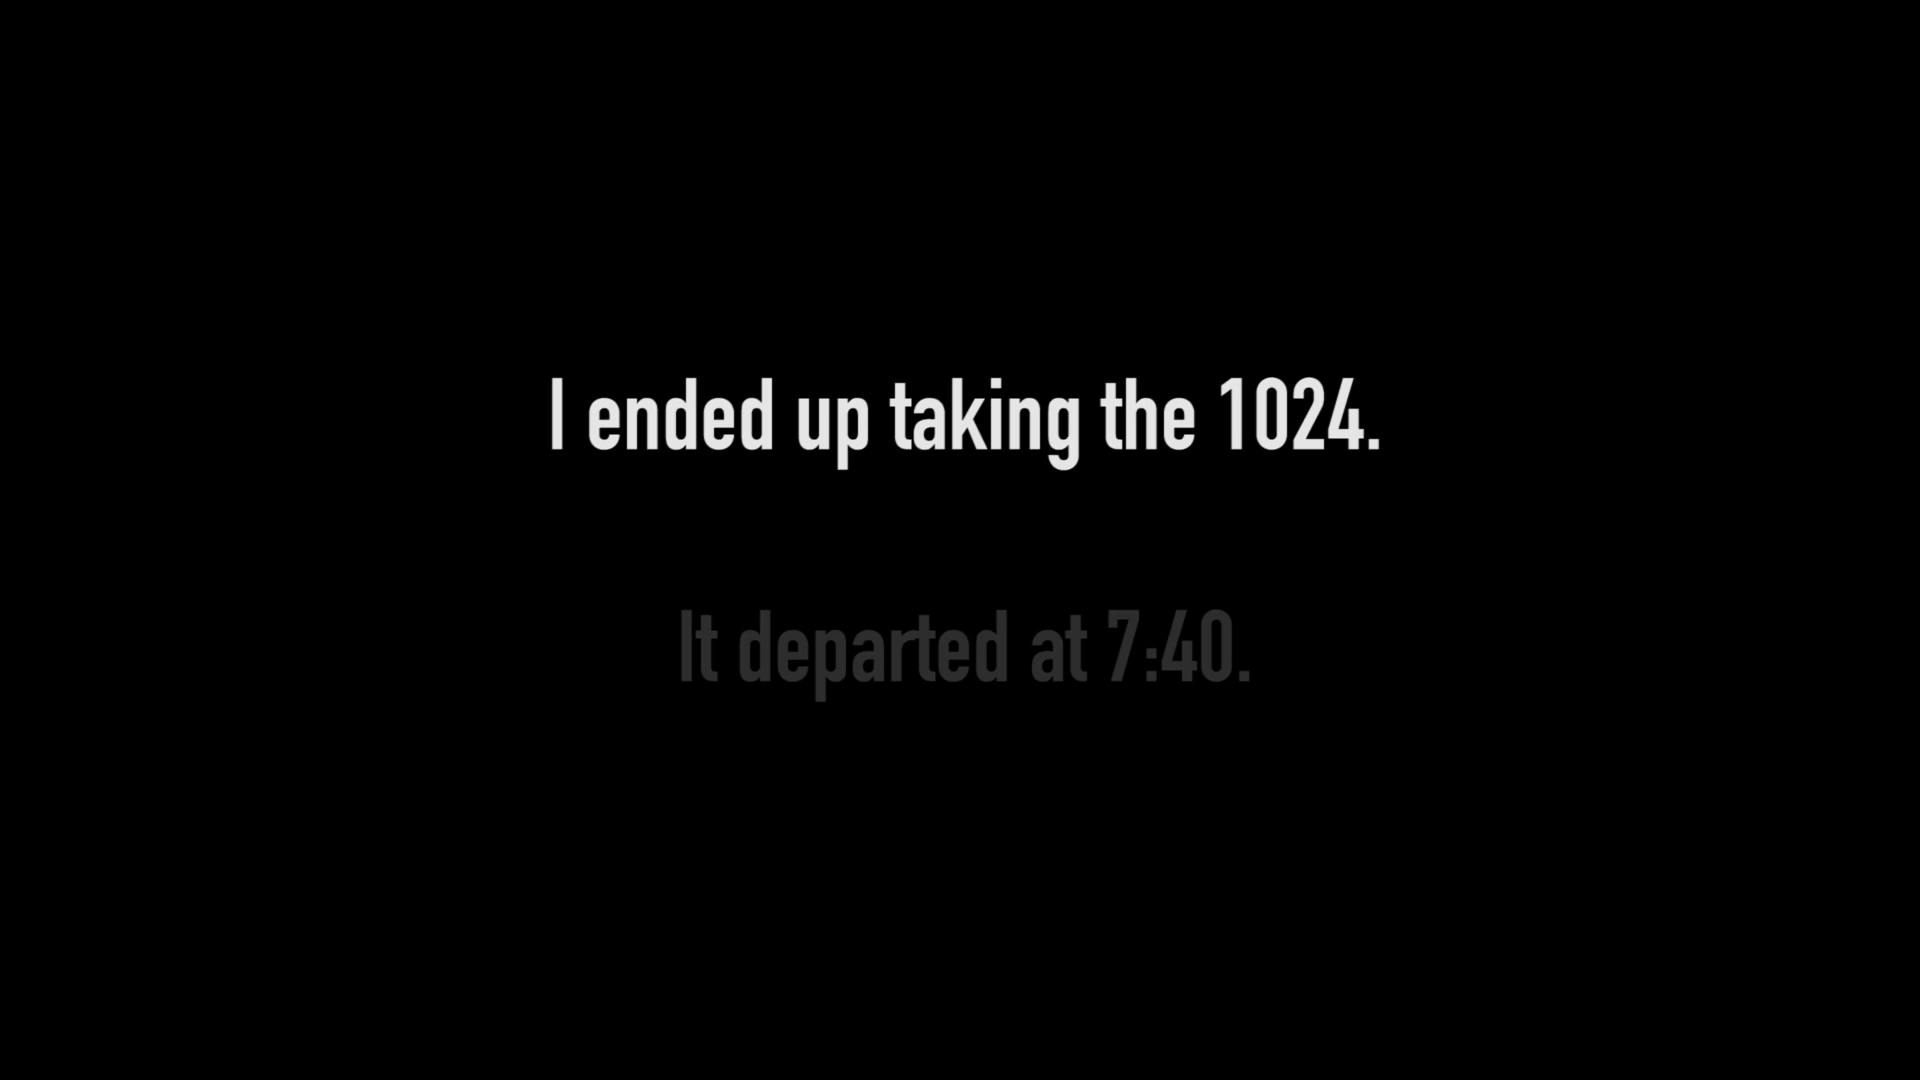 I ended up taking the 1024.
It departed at 7:40.